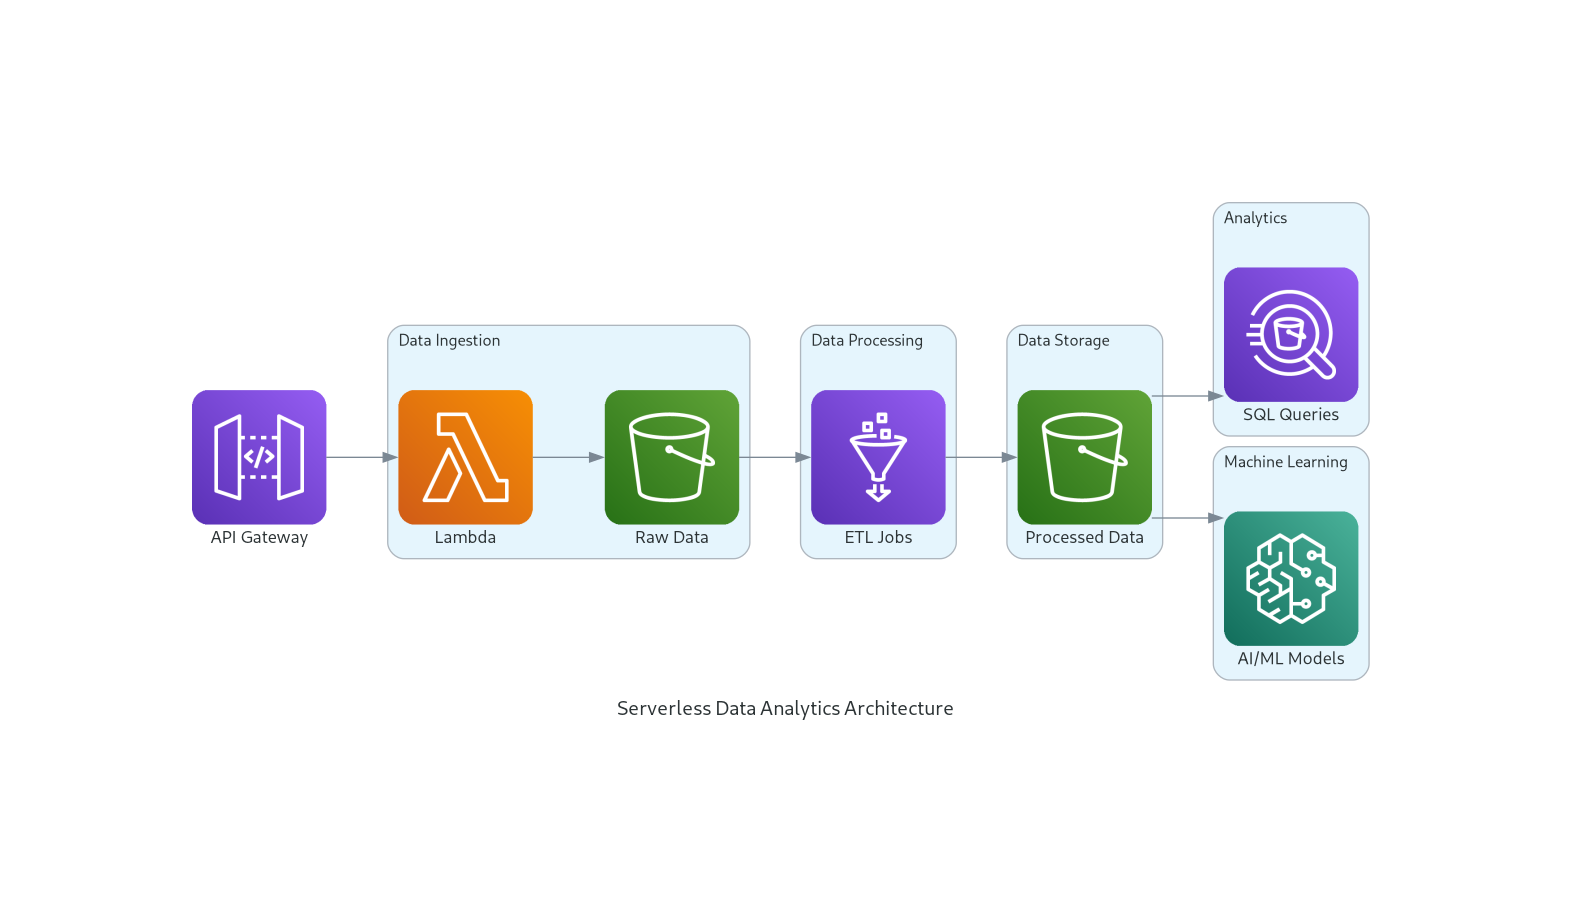 Analytics
SQL Queries
Data Ingestion
Data Processing
Data Storage
</>
API Gateway
Lambda
Raw Data
ETL Jobs
Processed Data
Machine Learning
AI/ML Models
Serverless Data Analytics Architecture